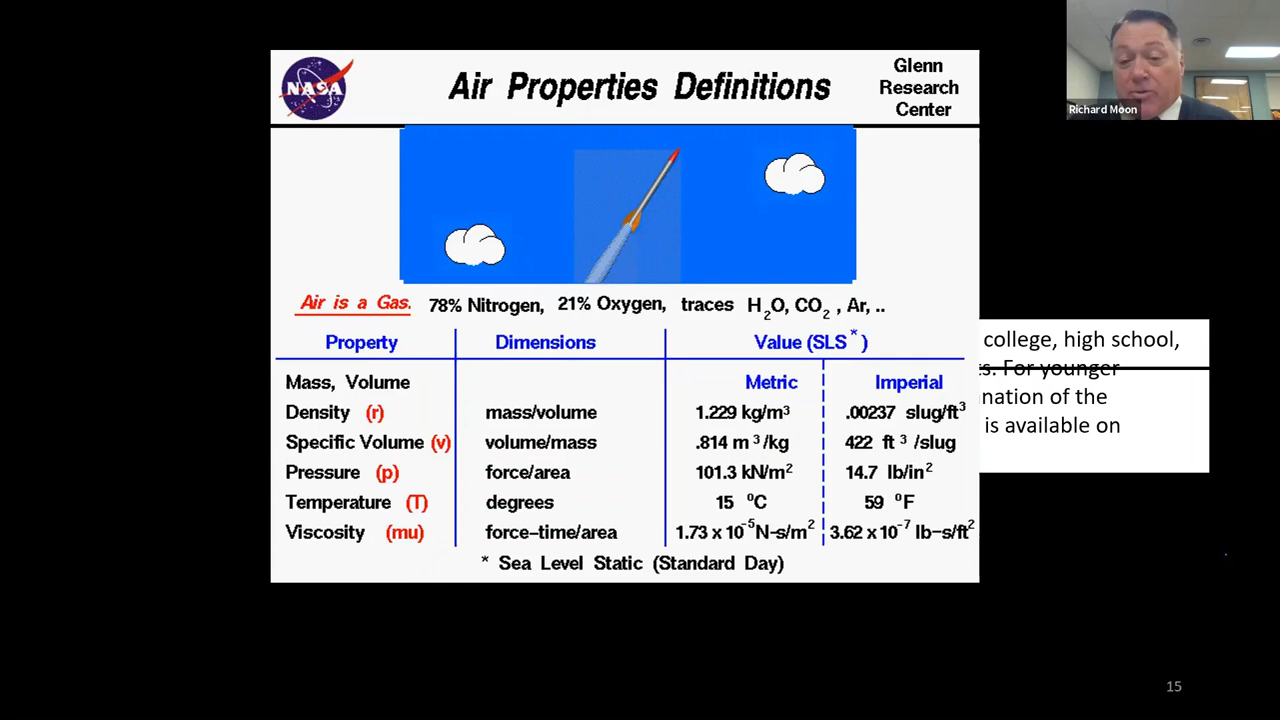 NASA
Air Properties Definitions
Glenn
Research
Center
Richard Moon
Air is a Gas. 78% Nitrogen, 21% Oxygen, traces H₂O, CO₂ , Ar, ..
Property Dimensions Value (SLS*)
Mass, Volume Metric Imperial
Density (r) mass/volume 1.229 kg/m³ .00237 slug/ft³
Specific Volume (v) volume/mass .814 m³/kg 422 ft³/slug
Pressure (p) force/area 101.3 kN/m² 14.7 lb/in²
Temperature (T) degrees 15 ºC 59 ºF
Viscosity (mu) force-time/area 1.73 x 10⁻⁵ N-s/m² 3.62 x 10⁻⁷ lb-s/ft²
* Sea Level Static (Standard Day)
college, high school,
For younger
of the
is available on
15